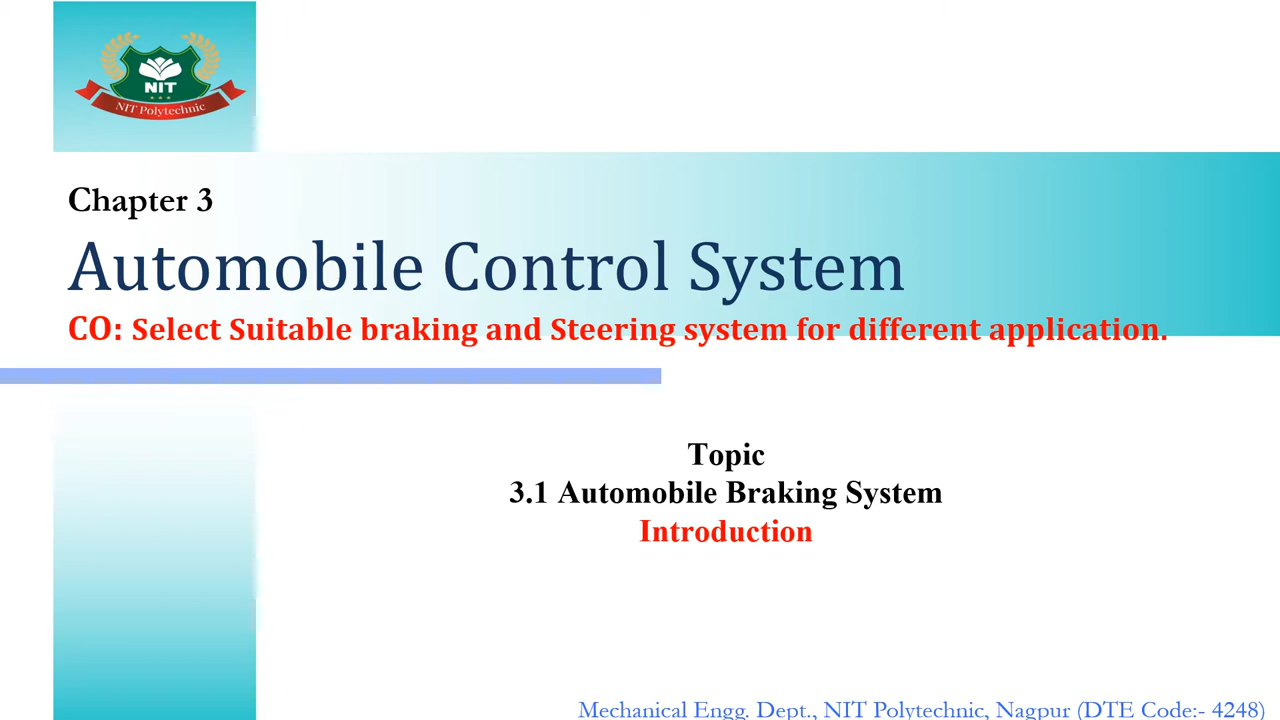 NIT
NIT Polytechnic
Chapter 3
Automobile Control System
CO: Select Suitable braking and Steering system for different application.
Topic
3.1 Automobile Braking System
Introduction
Mechanical Engg. Dept., NIT Polytechnic, Nagpur (DTE Code:- 4248)